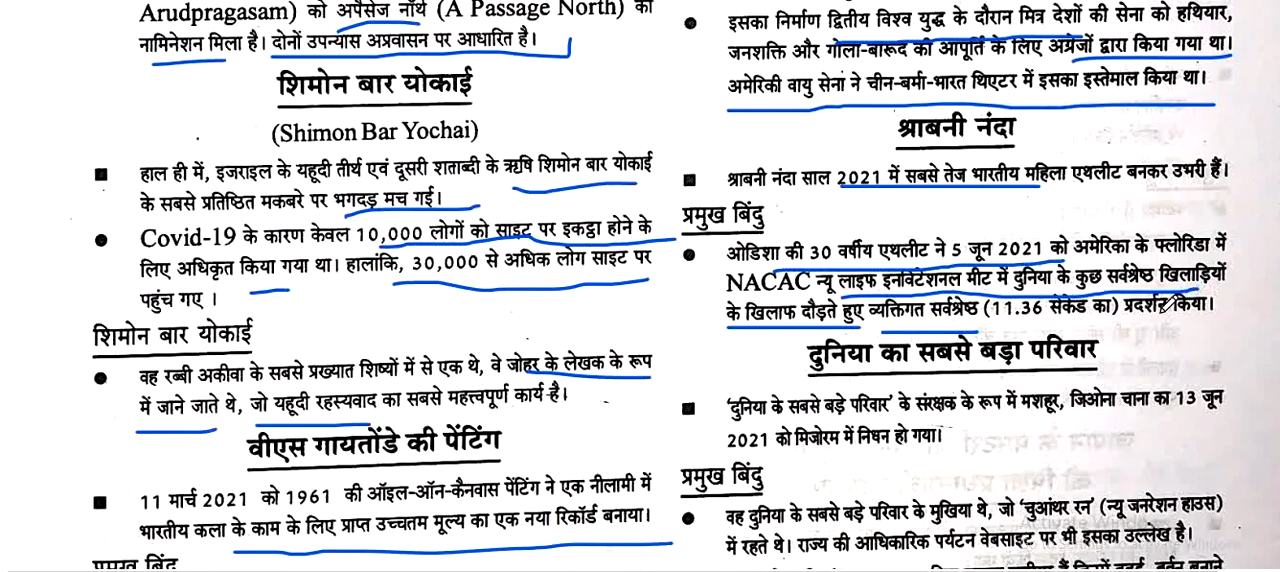 Arudpragasam) को अपैसेज नॉर्थ (A Passage North) का
नामिनेशन मिला है। दोनों उपन्यास अप्रवासन पर आधारित है।
शिमोन बार योकाई
(Shimon Bar Yochai)
■ हाल ही में, इजराइल के यहूदी तीर्थ एवं दूसरी शताब्दी के ऋषि शिमोन बार योकाई
के सबसे प्रतिष्ठित मकबरे पर भगदड़ मच गई।
● Covid-19 के कारण केवल 10,000 लोगों को साइट पर इकट्ठा होने के
लिए अधिकृत किया गया था। हालांकि, 30,000 से अधिक लोग साइट पर
पहुंच गए ।
शिमोन बार योकाई
● वह रब्बी अकीवा के सबसे प्रख्यात शिष्यों में से एक थे, वे जोहर के लेखक के रूप
में जाने जाते थे, जो यहूदी रहस्यवाद का सबसे महत्त्वपूर्ण कार्य है।
वीएस गायतोंडे की पेंटिंग
■ 11 मार्च 2021 को 1961 की ऑइल-ऑन-कैनवास पेंटिंग ने एक नीलामी में
भारतीय कला के काम के लिए प्राप्त उच्चतम मूल्य का एक नया रिकॉर्ड बनाया।
प्रमुख बिंदु
● इसका निर्माण द्वितीय विश्व युद्ध के दौरान मित्र देशों की सेना को हथियार,
जनशक्ति और गोला-बारूद की आपूर्ति के लिए अंग्रेजों द्वारा किया गया था।
अमेरिकी वायु सेना ने चीन-बर्मा-भारत थिएटर में इसका इस्तेमाल किया था।
श्राबनी नंदा
■ श्राबनी नंदा साल 2021 में सबसे तेज भारतीय महिला एथलीट बनकर उभरी हैं।
प्रमुख बिंदु
● ओडिशा की 30 वर्षीय एथलीट ने 5 जून 2021 को अमेरिका के फ्लोरिडा में
NACAC न्यू लाइफ इनविटेशनल मीट में दुनिया के कुछ सर्वश्रेष्ठ खिलाड़ियों
के खिलाफ दौड़ते हुए व्यक्तिगत सर्वश्रेष्ठ (11.36 सेकेंड का) प्रदर्शन किया।
दुनिया का सबसे बड़ा परिवार
■ ‘दुनिया के सबसे बड़े परिवार’ के संरक्षक के रूप में मशहूर, जिओना चाना का 13 जून
2021 को मिजोरम में निधन हो गया।
प्रमुख बिंदु
● वह दुनिया के सबसे बड़े परिवार के मुखिया थे, जो ‘चुआंथर रन’ (न्यू जनरेशन हाउस)
में रहते थे। राज्य की आधिकारिक पर्यटन वेबसाइट पर भी इसका उल्लेख है।